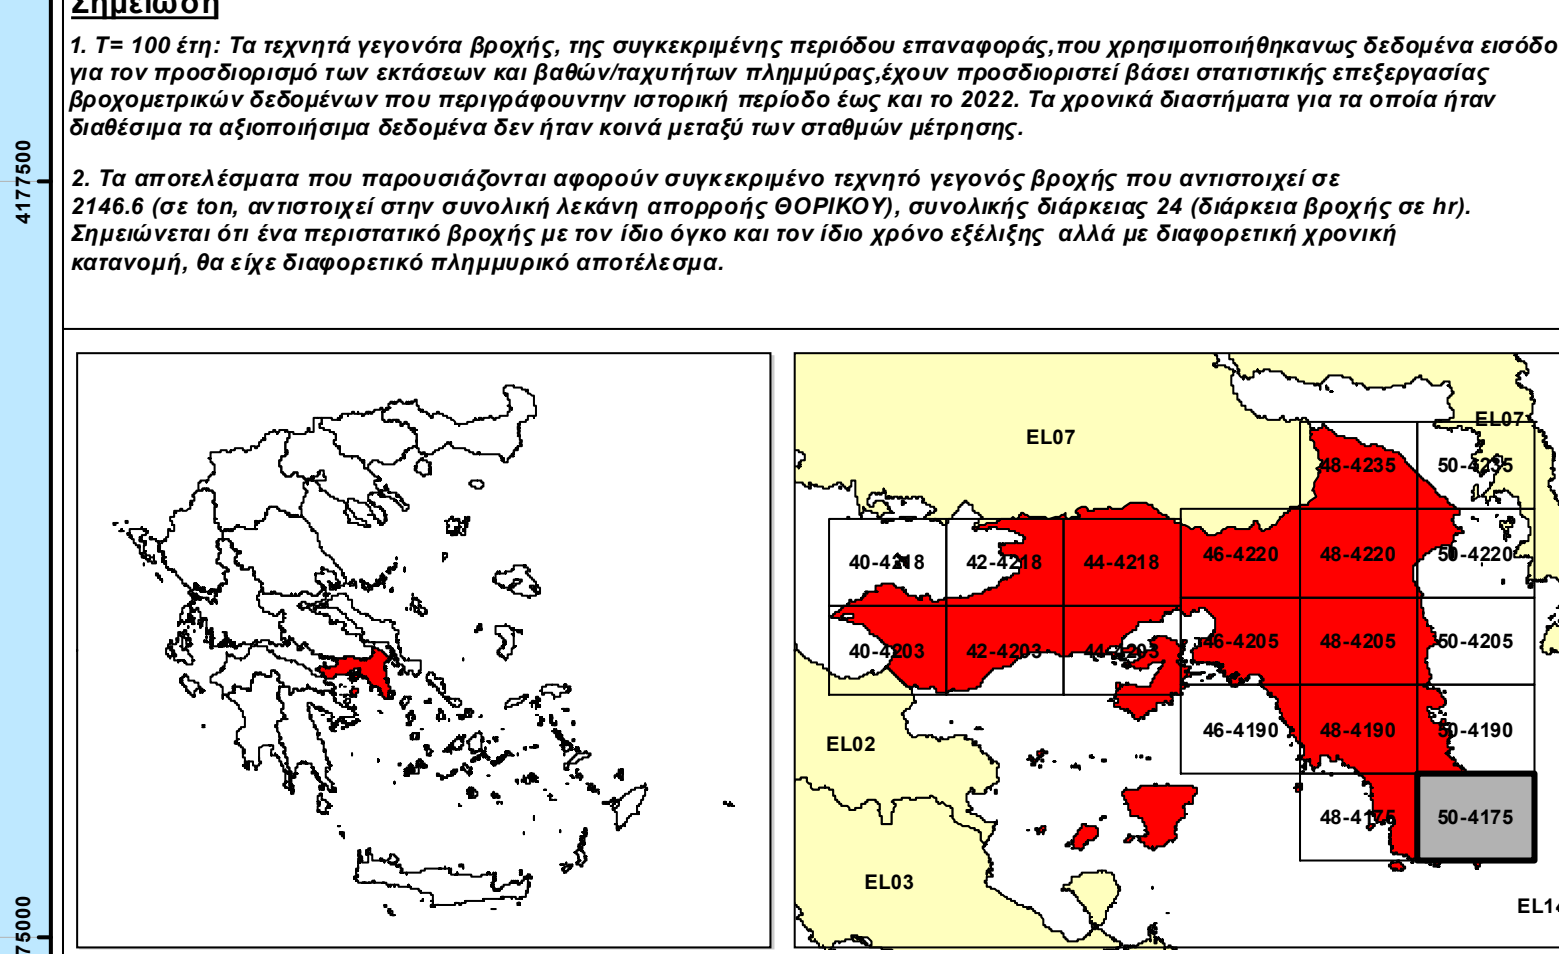 Σημείωση
1. Τ= 100 έτη: Τα τεχνητά γεγονότα βροχής, της συγκεκριμένης περιόδου επαναφοράς,που χρησιμοποιήθηκανως δεδομένα εισόδο
για τον προσδιορισμό των εκτάσεων και βαθών/ταχυτήτων πλημμύρας,έχουν προσδιοριστεί βάσει στατιστικής επεξεργασίας
βροχομετρικών δεδομένων που περιγράφουντην ιστορική περίοδο έως και το 2022. Τα χρονικά διαστήματα για τα οποία ήταν
διαθέσιμα τα αξιοποιήσιμα δεδομένα δεν ήταν κοινά μεταξύ των σταθμών μέτρησης.
2. Τα αποτελέσματα που παρουσιάζονται αφορούν συγκεκριμένο τεχνητό γεγονός βροχής που αντιστοιχεί σε
2146.6 (σε ton, αντιστοιχεί στην συνολική λεκάνη απορροής ΘΟΡΙΚΟΥ), συνολικής διάρκειας 24 (διάρκεια βροχής σε hr).
Σημειώνεται ότι ένα περιστατικό βροχής με τον ίδιο όγκο και τον ίδιο χρόνο εξέλιξης αλλά με διαφορετική χρονική
κατανομή, θα είχε διαφορετικό πλημμυρικό αποτέλεσμα.
4177500
75000
EL07
EL07
48-4235
50-4235
40-4218
42-4218
44-4218
46-4220
48-4220
50-4220
40-4203
42-4203
44-4203
46-4205
48-4205
50-4205
EL02
46-4190
48-4190
50-4190
48-4175
50-4175
EL03
EL14